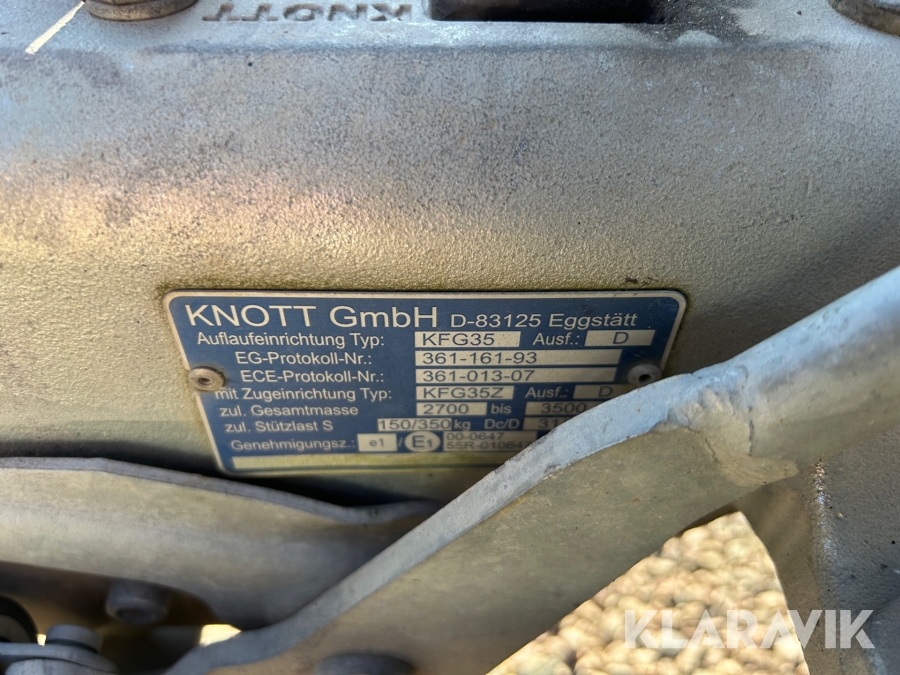 KNOTT
KNOTT GmbH D-83125 Eggstätt
Auflaufeinrichtung Typ: KFG35 Ausf.: D
EG-Protokoll-Nr.: 361-161-93
ECE-Protokoll-Nr.: 361-013-07
mit Zugeinrichtung Typ: KFG35Z Ausf.: D
zul. Gesamtmasse 2700 bis 3500
zul. Stützlast S 150/350 kg Dc/D
Genehmigungsz.: e1 / E1 00-0647
KLARAVIK